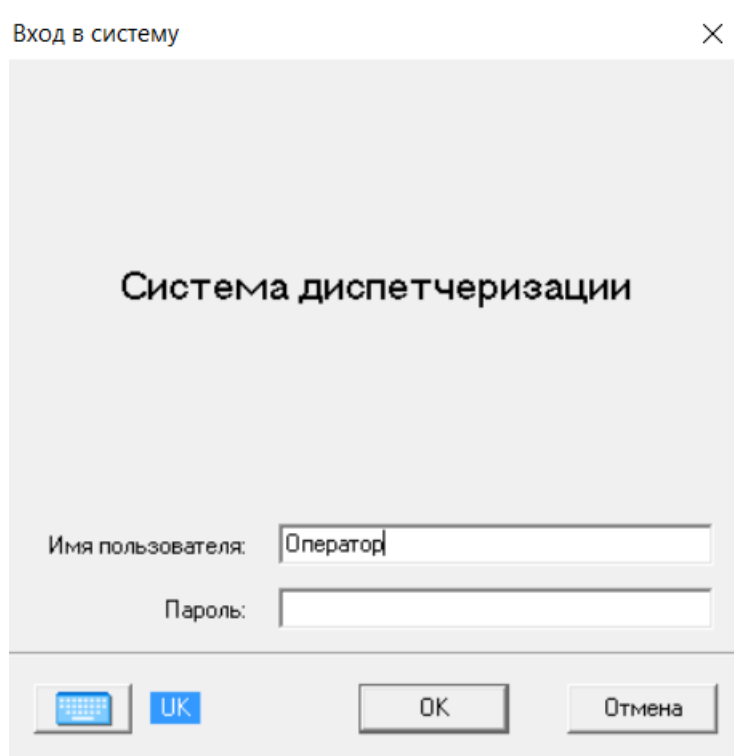 Вход в систему
Система диспетчеризации
Имя пользователя: Оператор
Пароль:
UK OK Отмена